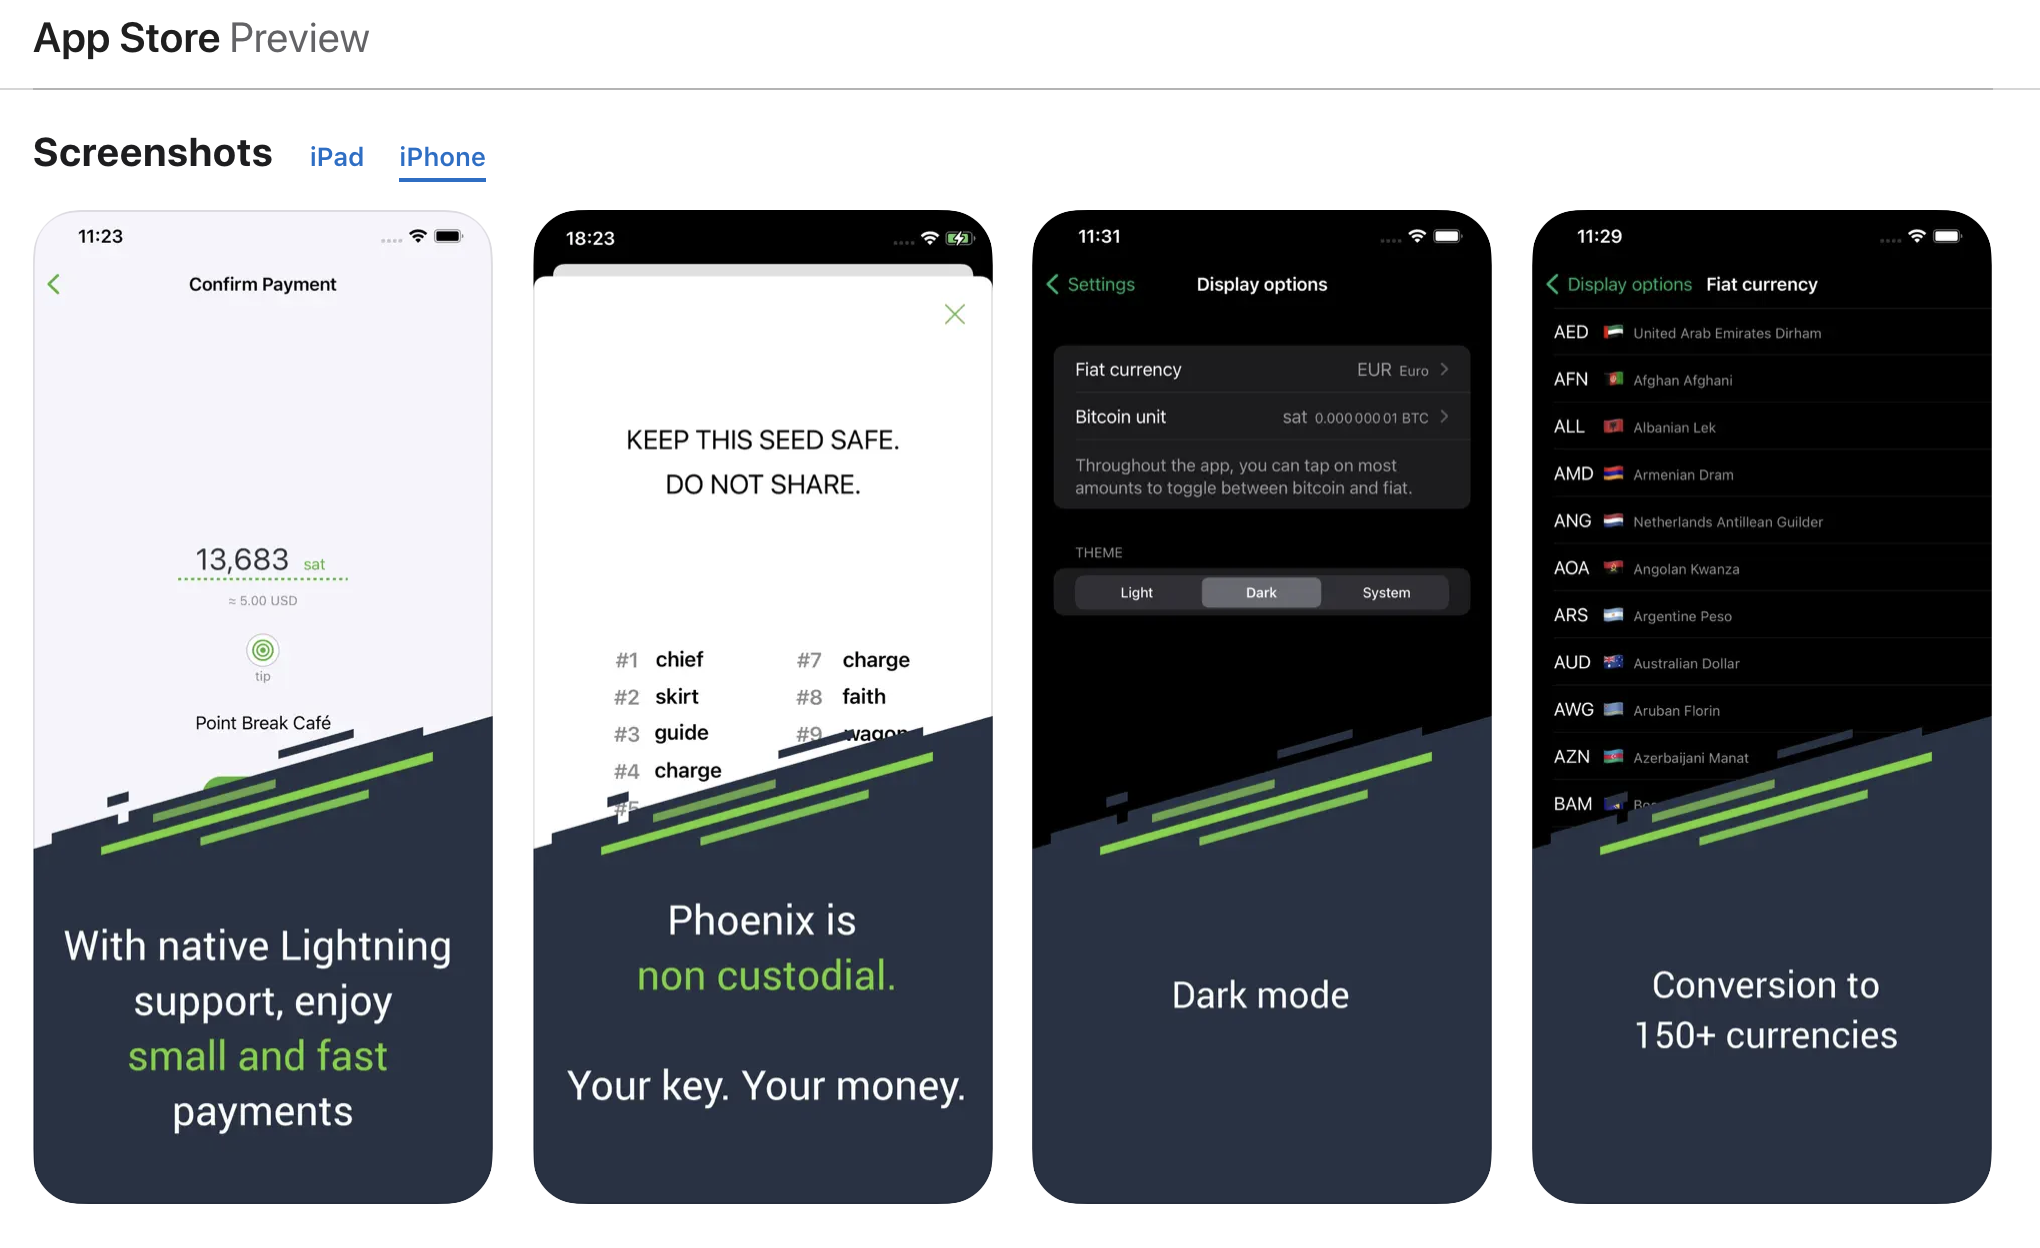 App Store Preview
Screenshots iPad iPhone
11:23
Confirm Payment
13,683 sat
≈ 5.00 USD
tip
Point Break Café
With native Lightning
support, enjoy
small and fast
payments
18:23
KEEP THIS SEED SAFE.
DO NOT SHARE.
#1 chief
#2 skirt
#3 guide
#4 charge
#5
#7 charge
#8 faith
#9 wagon
Phoenix is
non custodial.
Your key. Your money.
11:31
Settings Display options
Fiat currency EUR Euro
Bitcoin unit sat 0.00000001 BTC
Throughout the app, you can tap on most
amounts to toggle between bitcoin and fiat.
THEME
Light Dark System
Dark mode
11:29
Display options Fiat currency
AED United Arab Emirates Dirham
AFN Afghan Afghani
ALL Albanian Lek
AMD Armenian Dram
ANG Netherlands Antillean Guilder
AOA Angolan Kwanza
ARS Argentine Peso
AUD Australian Dollar
AWG Aruban Florin
AZN Azerbaijani Manat
BAM
Conversion to
150+ currencies